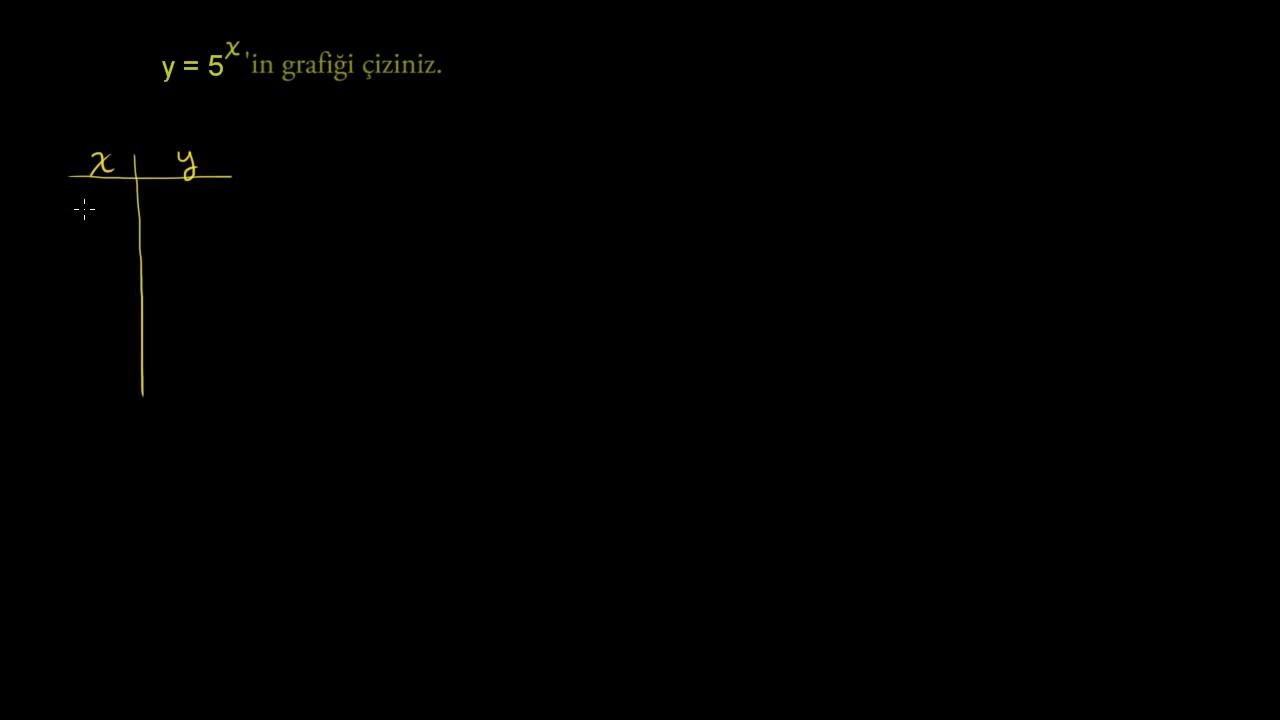 y = 5^x 'in grafiği çiziniz.
x y